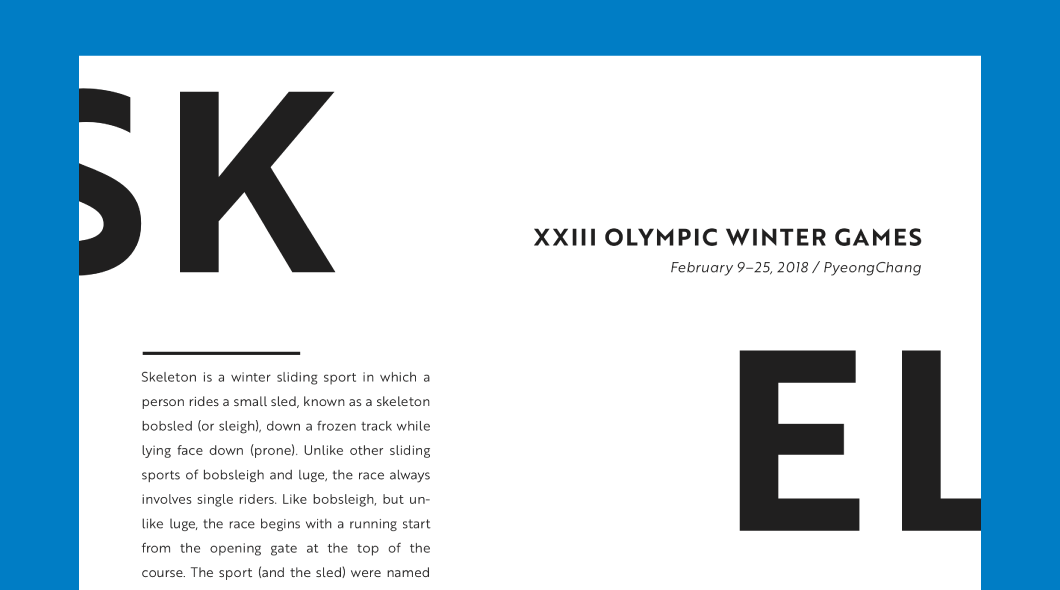 SK
XXIII OLYMPIC WINTER GAMES
February 9–25, 2018 / PyeongChang
EL
Skeleton is a winter sliding sport in which a
person rides a small sled, known as a skeleton
bobsled (or sleigh), down a frozen track while
lying face down (prone). Unlike other sliding
sports of bobsleigh and luge, the race always
involves single riders. Like bobsleigh, but un-
like luge, the race begins with a running start
from the opening gate at the top of the
course. The sport (and the sled) were named